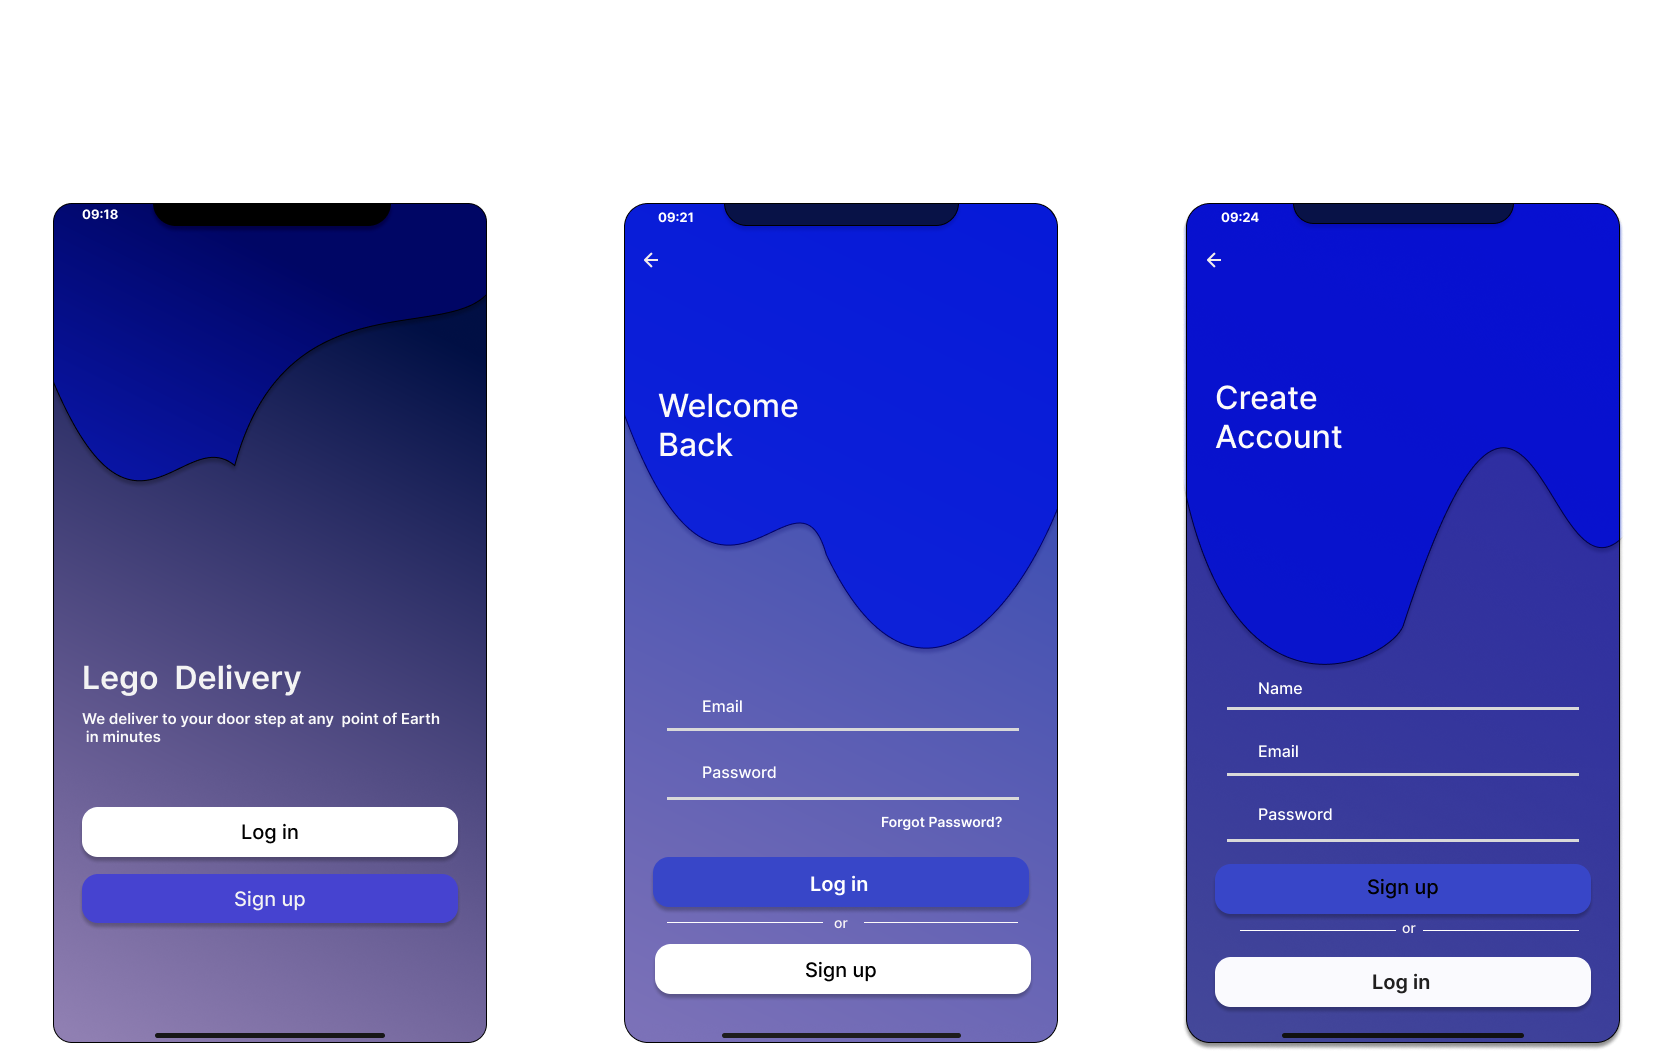 09:18
Lego Delivery
We deliver to your door step at any point of Earth
in minutes
Log in
Sign up
09:21
Welcome
Back
Email
Password
Forgot Password?
Log in
or
Sign up
09:24
Create
Account
Name
Email
Password
Sign up
or
Log in